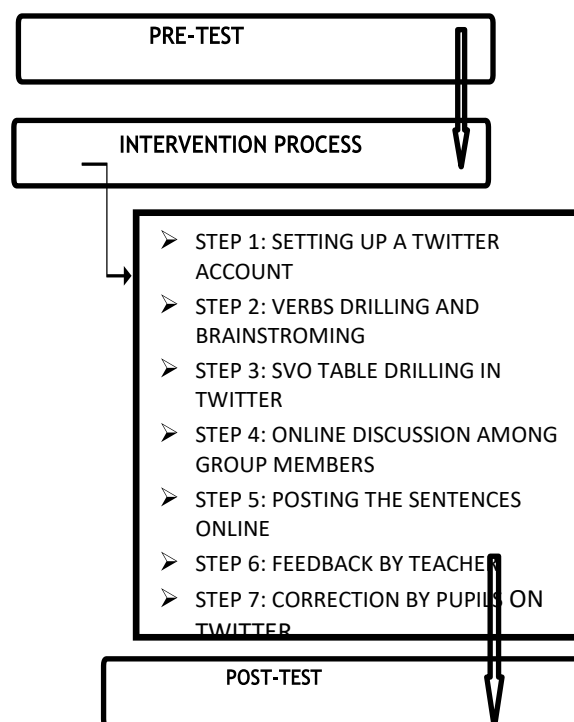 PRE-TEST
INTERVENTION PROCESS
➢ STEP 1: SETTING UP A TWITTER
ACCOUNT
➢ STEP 2: VERBS DRILLING AND
BRAINSTROMING
➢ STEP 3: SVO TABLE DRILLING IN
TWITTER
➢ STEP 4: ONLINE DISCUSSION AMONG
GROUP MEMBERS
➢ STEP 5: POSTING THE SENTENCES
ONLINE
➢ STEP 6: FEEDBACK BY TEACHER
➢ STEP 7: CORRECTION BY PUPILS ON
TWITTER
POST-TEST